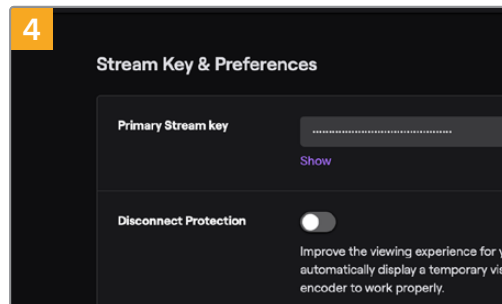 4
Stream Key & Preferences
Primary Stream key
Show
Disconnect Protection
Improve the viewing experience for
automatically display a temporary
encoder to work properly.